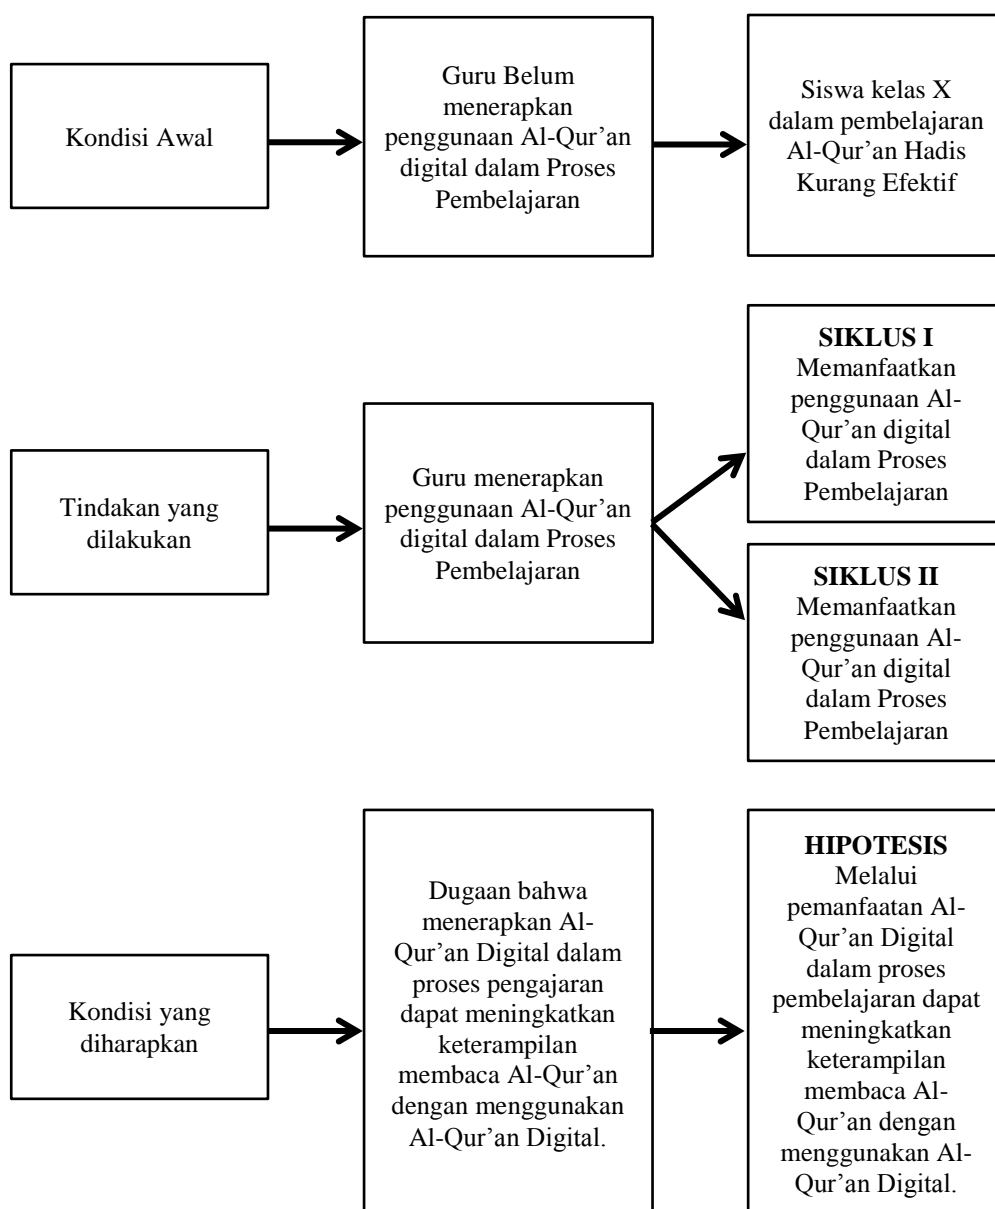 Kondisi Awal
Guru Belum
menerapkan
penggunaan Al-Qur’an
digital dalam Proses
Pembelajaran
Siswa kelas X
dalam pembelajaran
Al-Qur’an Hadis
Kurang Efektif
Tindakan yang
dilakukan
Guru menerapkan
penggunaan Al-Qur’an
digital dalam Proses
Pembelajaran
SIKLUS I
Memanfaatkan
penggunaan Al-
Qur’an digital
dalam Proses
Pembelajaran
SIKLUS II
Memanfaatkan
penggunaan Al-
Qur’an digital
dalam Proses
Pembelajaran
Kondisi yang
diharapkan
Dugaan bahwa
menerapkan Al-
Qur’an Digital dalam
proses pengajaran
dapat meningkatkan
keterampilan
membaca Al-Qur’an
dengan menggunakan
Al-Qur’an Digital.
HIPOTESIS
Melalui
pemanfaatan Al-
Qur’an Digital
dalam proses
pembelajaran dapat
meningkatkan
keterampilan
membaca Al-
Qur’an dengan
menggunakan Al-
Qur’an Digital.